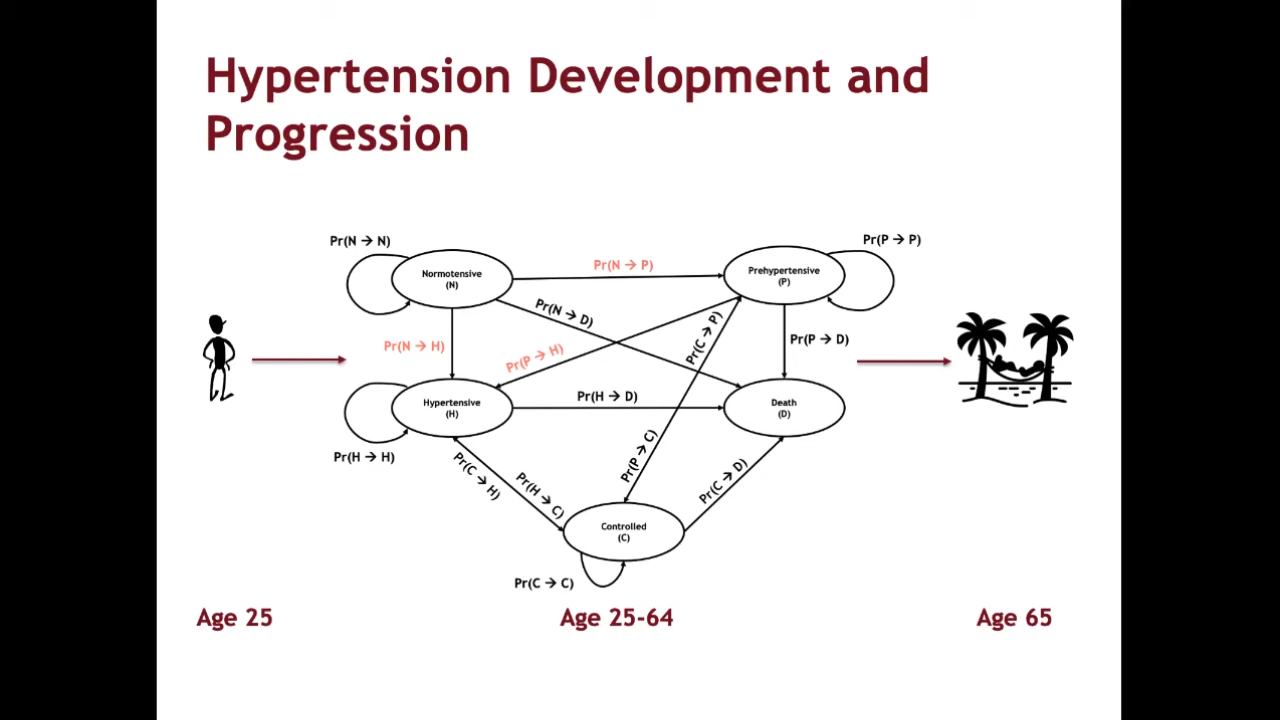 Hypertension Development and
Progression
Pr(N → N)
Pr(P → P)
Normotensive
(N)
Pr(N → P)
Prehypertensive
(P)
Pr(N → D)
Pr(C → P)
Pr(P → D)
Pr(N → H)
Pr(P → H)
Hypertensive
(H)
Pr(H → D)
Death
(D)
Pr(H → H)
Pr(C → H)
Pr(H → C)
Pr(P → C)
Pr(C → D)
Controlled
(C)
Pr(C → C)
Age 25
Age 25-64
Age 65